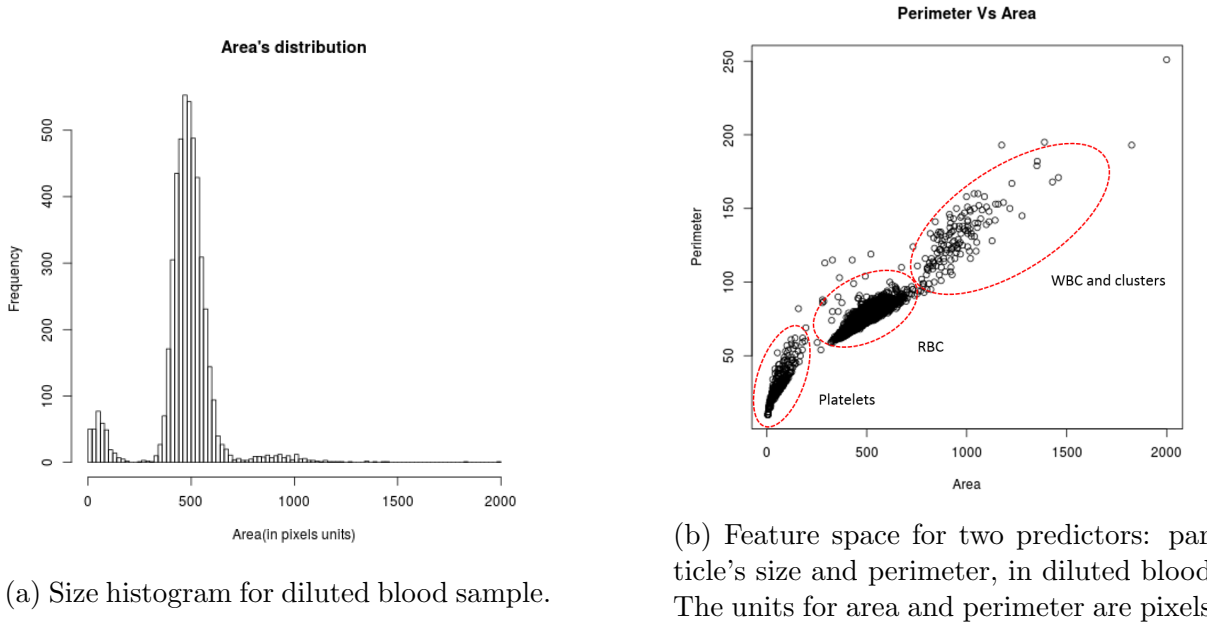 Area's distribution
Frequency
0
100
200
300
400
500
0 500 1000 1500 2000
Area(in pixels units)
(a) Size histogram for diluted blood sample.
Perimeter Vs Area
Perimeter
250
200
150
100
50
WBC and clusters
RBC
Platelets
0 500 1000 1500 2000
Area
(b) Feature space for two predictors: par
ticle's size and perimeter, in diluted blood
The units for area and perimeter are pixels